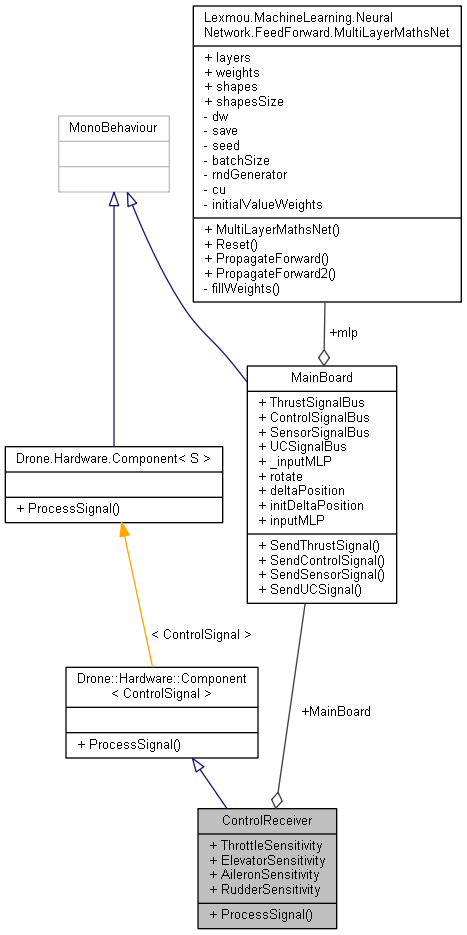 Lexmou.MachineLearning.Neural
Network.FeedForward.MultiLayerMathsNet
+ layers
+ weights
+ shapes
+ shapesSize
- dw
- save
- seed
- batchSize
- rndGenerator
- cu
- initialValueWeights
+ MultiLayerMathsNet()
+ Reset()
+ PropagateForward()
+ PropagateForward2()
- fillWeights()
MonoBehaviour
+mlp
MainBoard
+ ThrustSignalBus
+ ControlSignalBus
+ SensorSignalBus
+ UCSignalBus
+ _inputMLP
+ rotate
+ deltaPosition
+ initDeltaPosition
+ inputMLP
+ SendThrustSignal()
+ SendControlSignal()
+ SendSensorSignal()
+ SendUCSignal()
Drone.Hardware.Component< S >
+ ProcessSignal()
< ControlSignal >
Drone::Hardware::Component
< ControlSignal >
+ ProcessSignal()
+MainBoard
ControlReceiver
+ ThrottleSensitivity
+ ElevatorSensitivity
+ AileronSensitivity
+ RudderSensitivity
+ ProcessSignal()